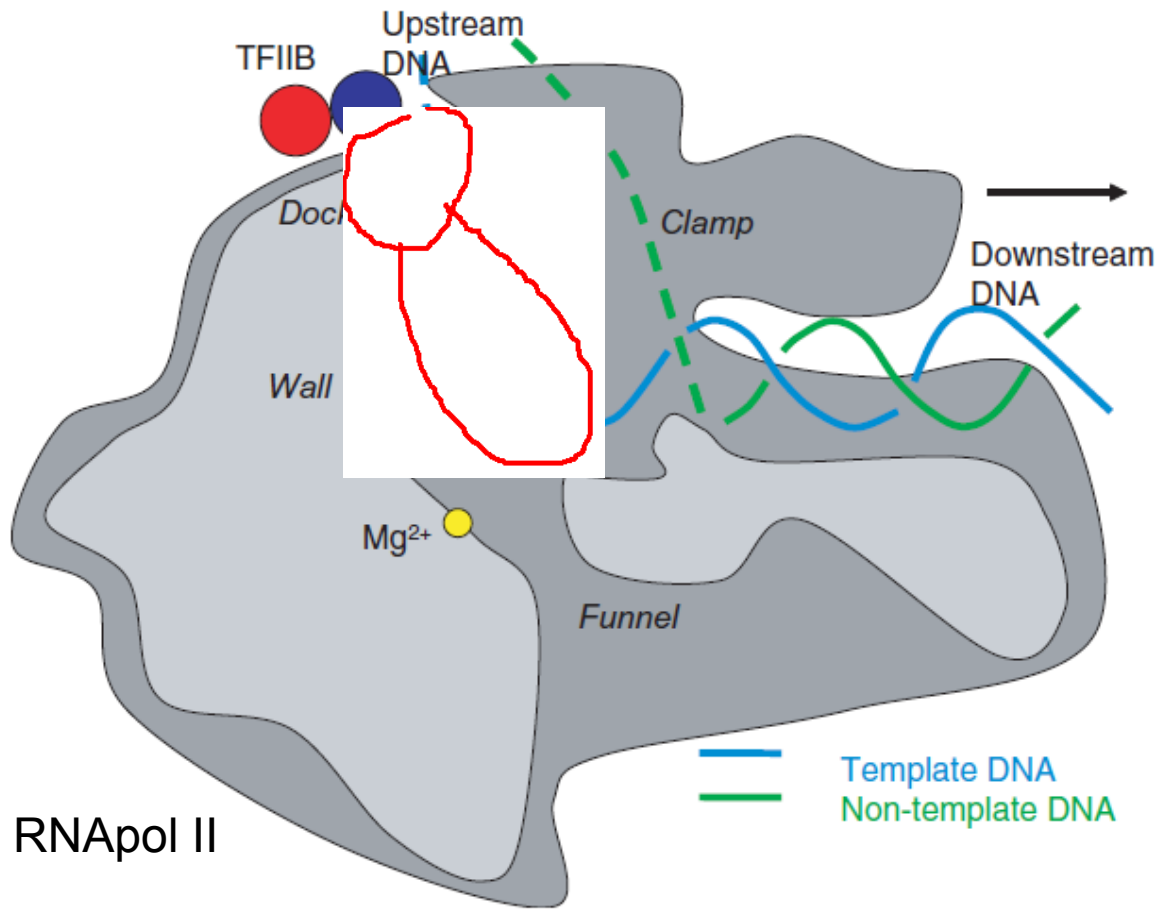 Upstream
DNA
TFIIB
Clamp
Downstream
DNA
Wall
Mg2+
Funnel
Template DNA
Non-template DNA
RNApol II